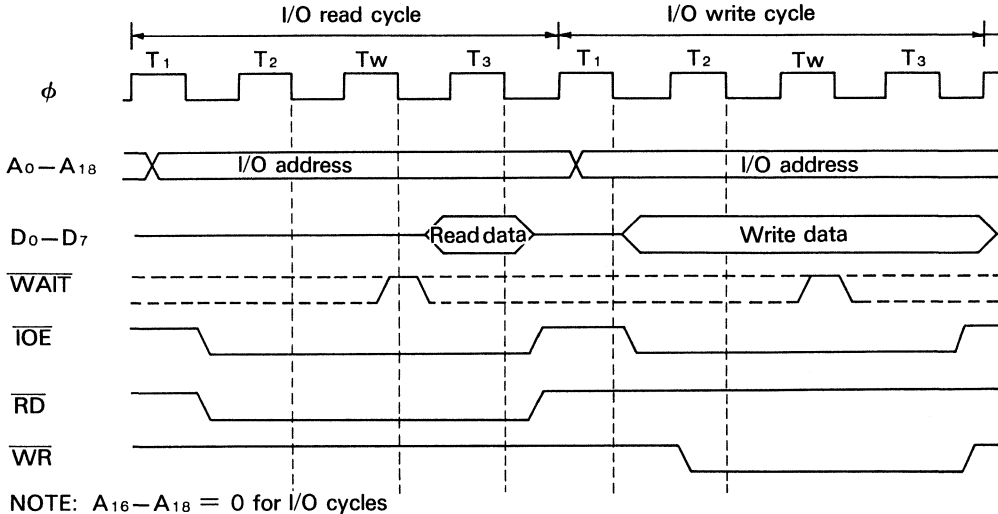 I/O read cycle I/O write cycle
T1 T2 TW T3 T1 T2 TW T3
ϕ
A0–A18 I/O address I/O address
D0–D7 Read data Write data
WAIT
IOE
RD
WR
NOTE: A16–A18 = 0 for I/O cycles